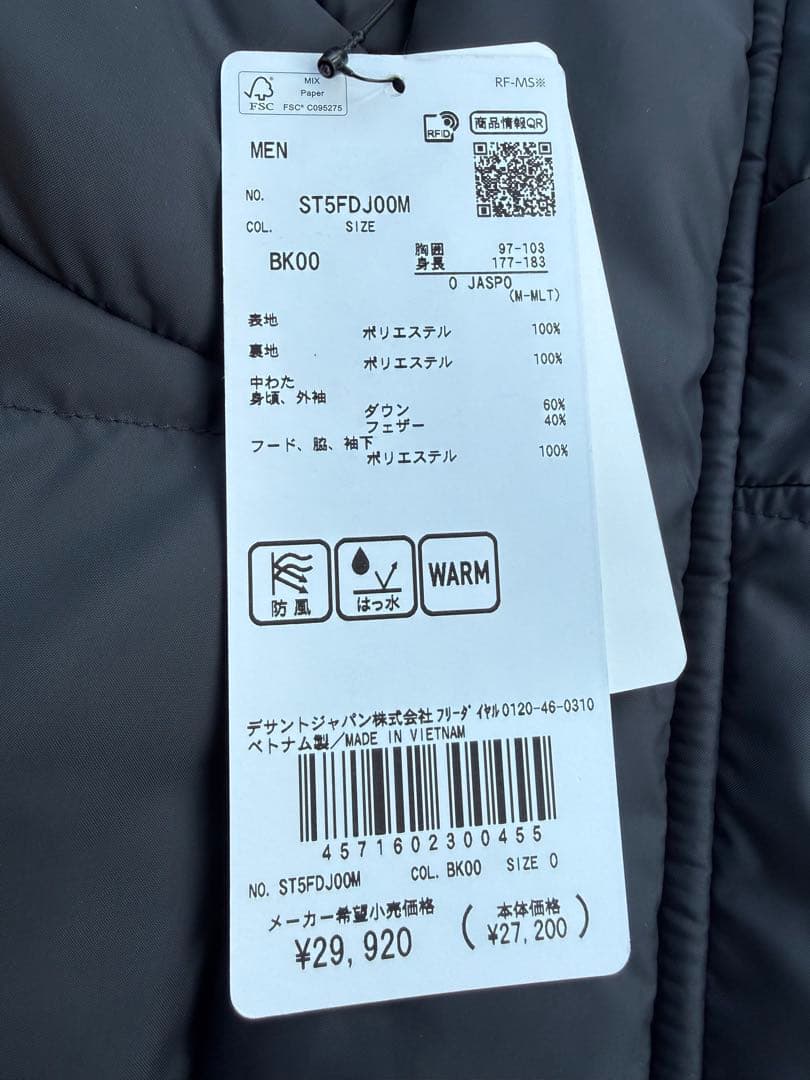 MIX
Paper
FSC
FSC® C095275
RF-MS※
RFID
商品情報QR
MEN
NO. ST5FDJ00M
COL. SIZE
BK00
胸囲 97-103
身長 177-183
O JASPO
(M-MLT)
表地 ポリエステル 100%
裏地 ポリエステル 100%
中わた
身頃、外袖
ダウン 60%
フェザー 40%
フード、脇、袖下
ポリエステル 100%
防風
はっ水
WARM
デサントジャパン株式会社 フリーダイヤル0120-46-0310
ベトナム製/MADE IN VIETNAM
4571602300455
NO. ST5FDJ00M COL. BK00 SIZE O
メーカー希望小売価格 (本体価格
¥29,920 ¥27,200)